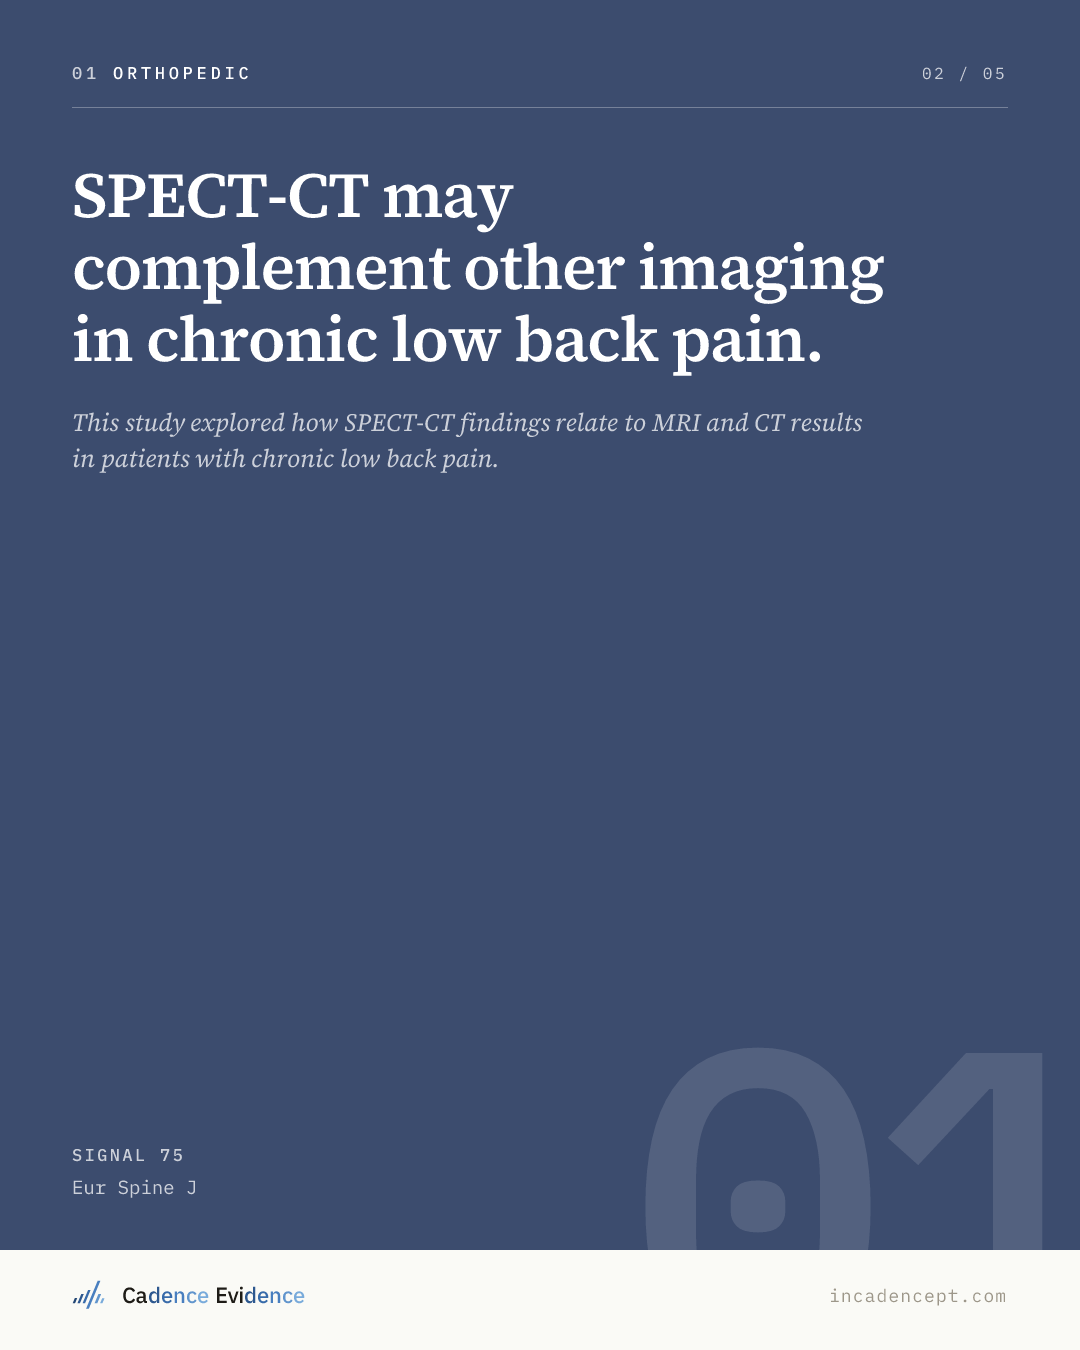 01 ORTHOPEDIC
02 / 05
SPECT-CT may
complement other imaging
in chronic low back pain.
This study explored how SPECT-CT findings relate to MRI and CT results
in patients with chronic low back pain.
SIGNAL 75
Eur Spine J
01
Cadence Evidence
incadencept.com